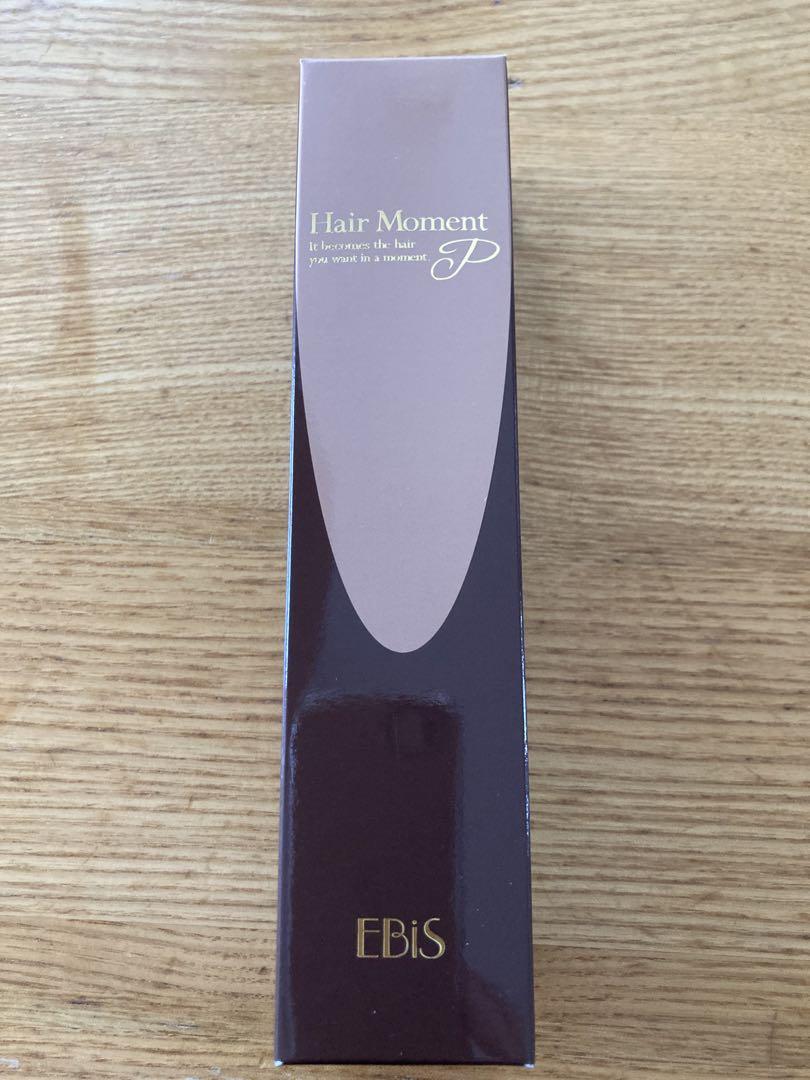 Hair Moment
It becomes the hair
you want in a moment.
P
EBiS